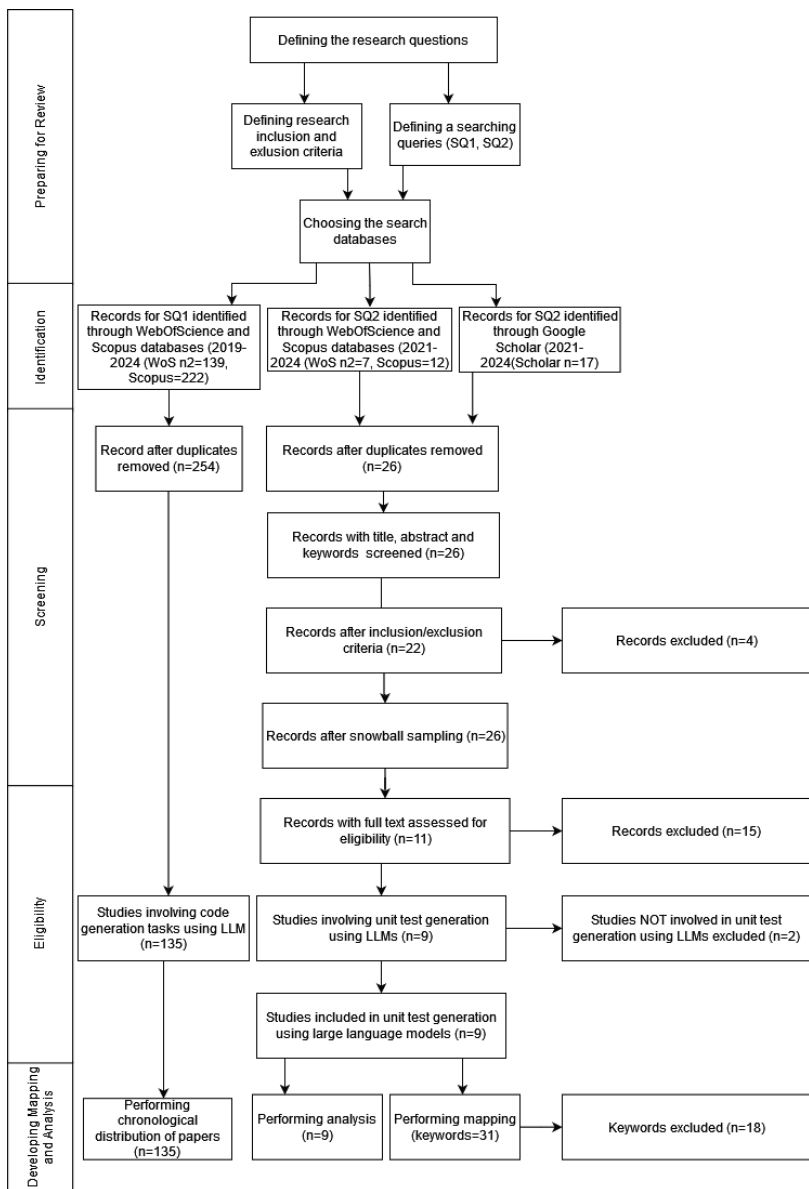 Preparing for Review
Defining the research questions
Defining research
inclusion and
exlusion criteria
Defining a searching
queries (SQ1, SQ2)
Choosing the search
databases
Identification
Records for SQ1 identified
through WebOfScience and
Scopus databases (2019-
2024 (WoS n2=139,
Scopus=222)
Records for SQ2 identified
through WebOfScience and
Scopus databases (2021-
2024 (WoS n2=7, Scopus=12)
Records for SQ2 identified
through Google
Scholar (2021-
2024(Scholar n=17)
Screening
Record after duplicates
removed (n=254)
Records after duplicates removed
(n=26)
Records with title, abstract and
keywords screened (n=26)
Records after inclusion/exclusion
criteria (n=22)
Records excluded (n=4)
Records after snowball sampling (n=26)
Eligibility
Records with full text assessed for
eligibility (n=11)
Records excluded (n=15)
Studies involving code
generation tasks using LLM
(n=135)
Studies involving unit test generation
using LLMs (n=9)
Studies NOT involved in unit test
generation using LLMs excluded (n=2)
Studies included in unit test generation
using large language models (n=9)
Developing Mapping
and Analysis
Performing
chronological
distribution of papers
(n=135)
Performing analysis
(n=9)
Performing mapping
(keywords=31)
Keywords excluded (n=18)